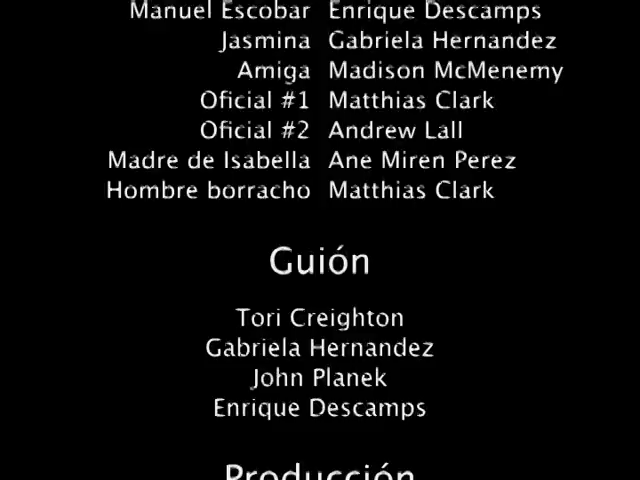 Manuel Escobar Enrique Descamps
Jasmina Gabriela Hernandez
Amiga Madison McMenemy
Oficial #1 Matthias Clark
Oficial #2 Andrew Lall
Madre de Isabella Ane Miren Perez
Hombre borracho Matthias Clark
Guión
Tori Creighton
Gabriela Hernandez
John Planek
Enrique Descamps
Producción